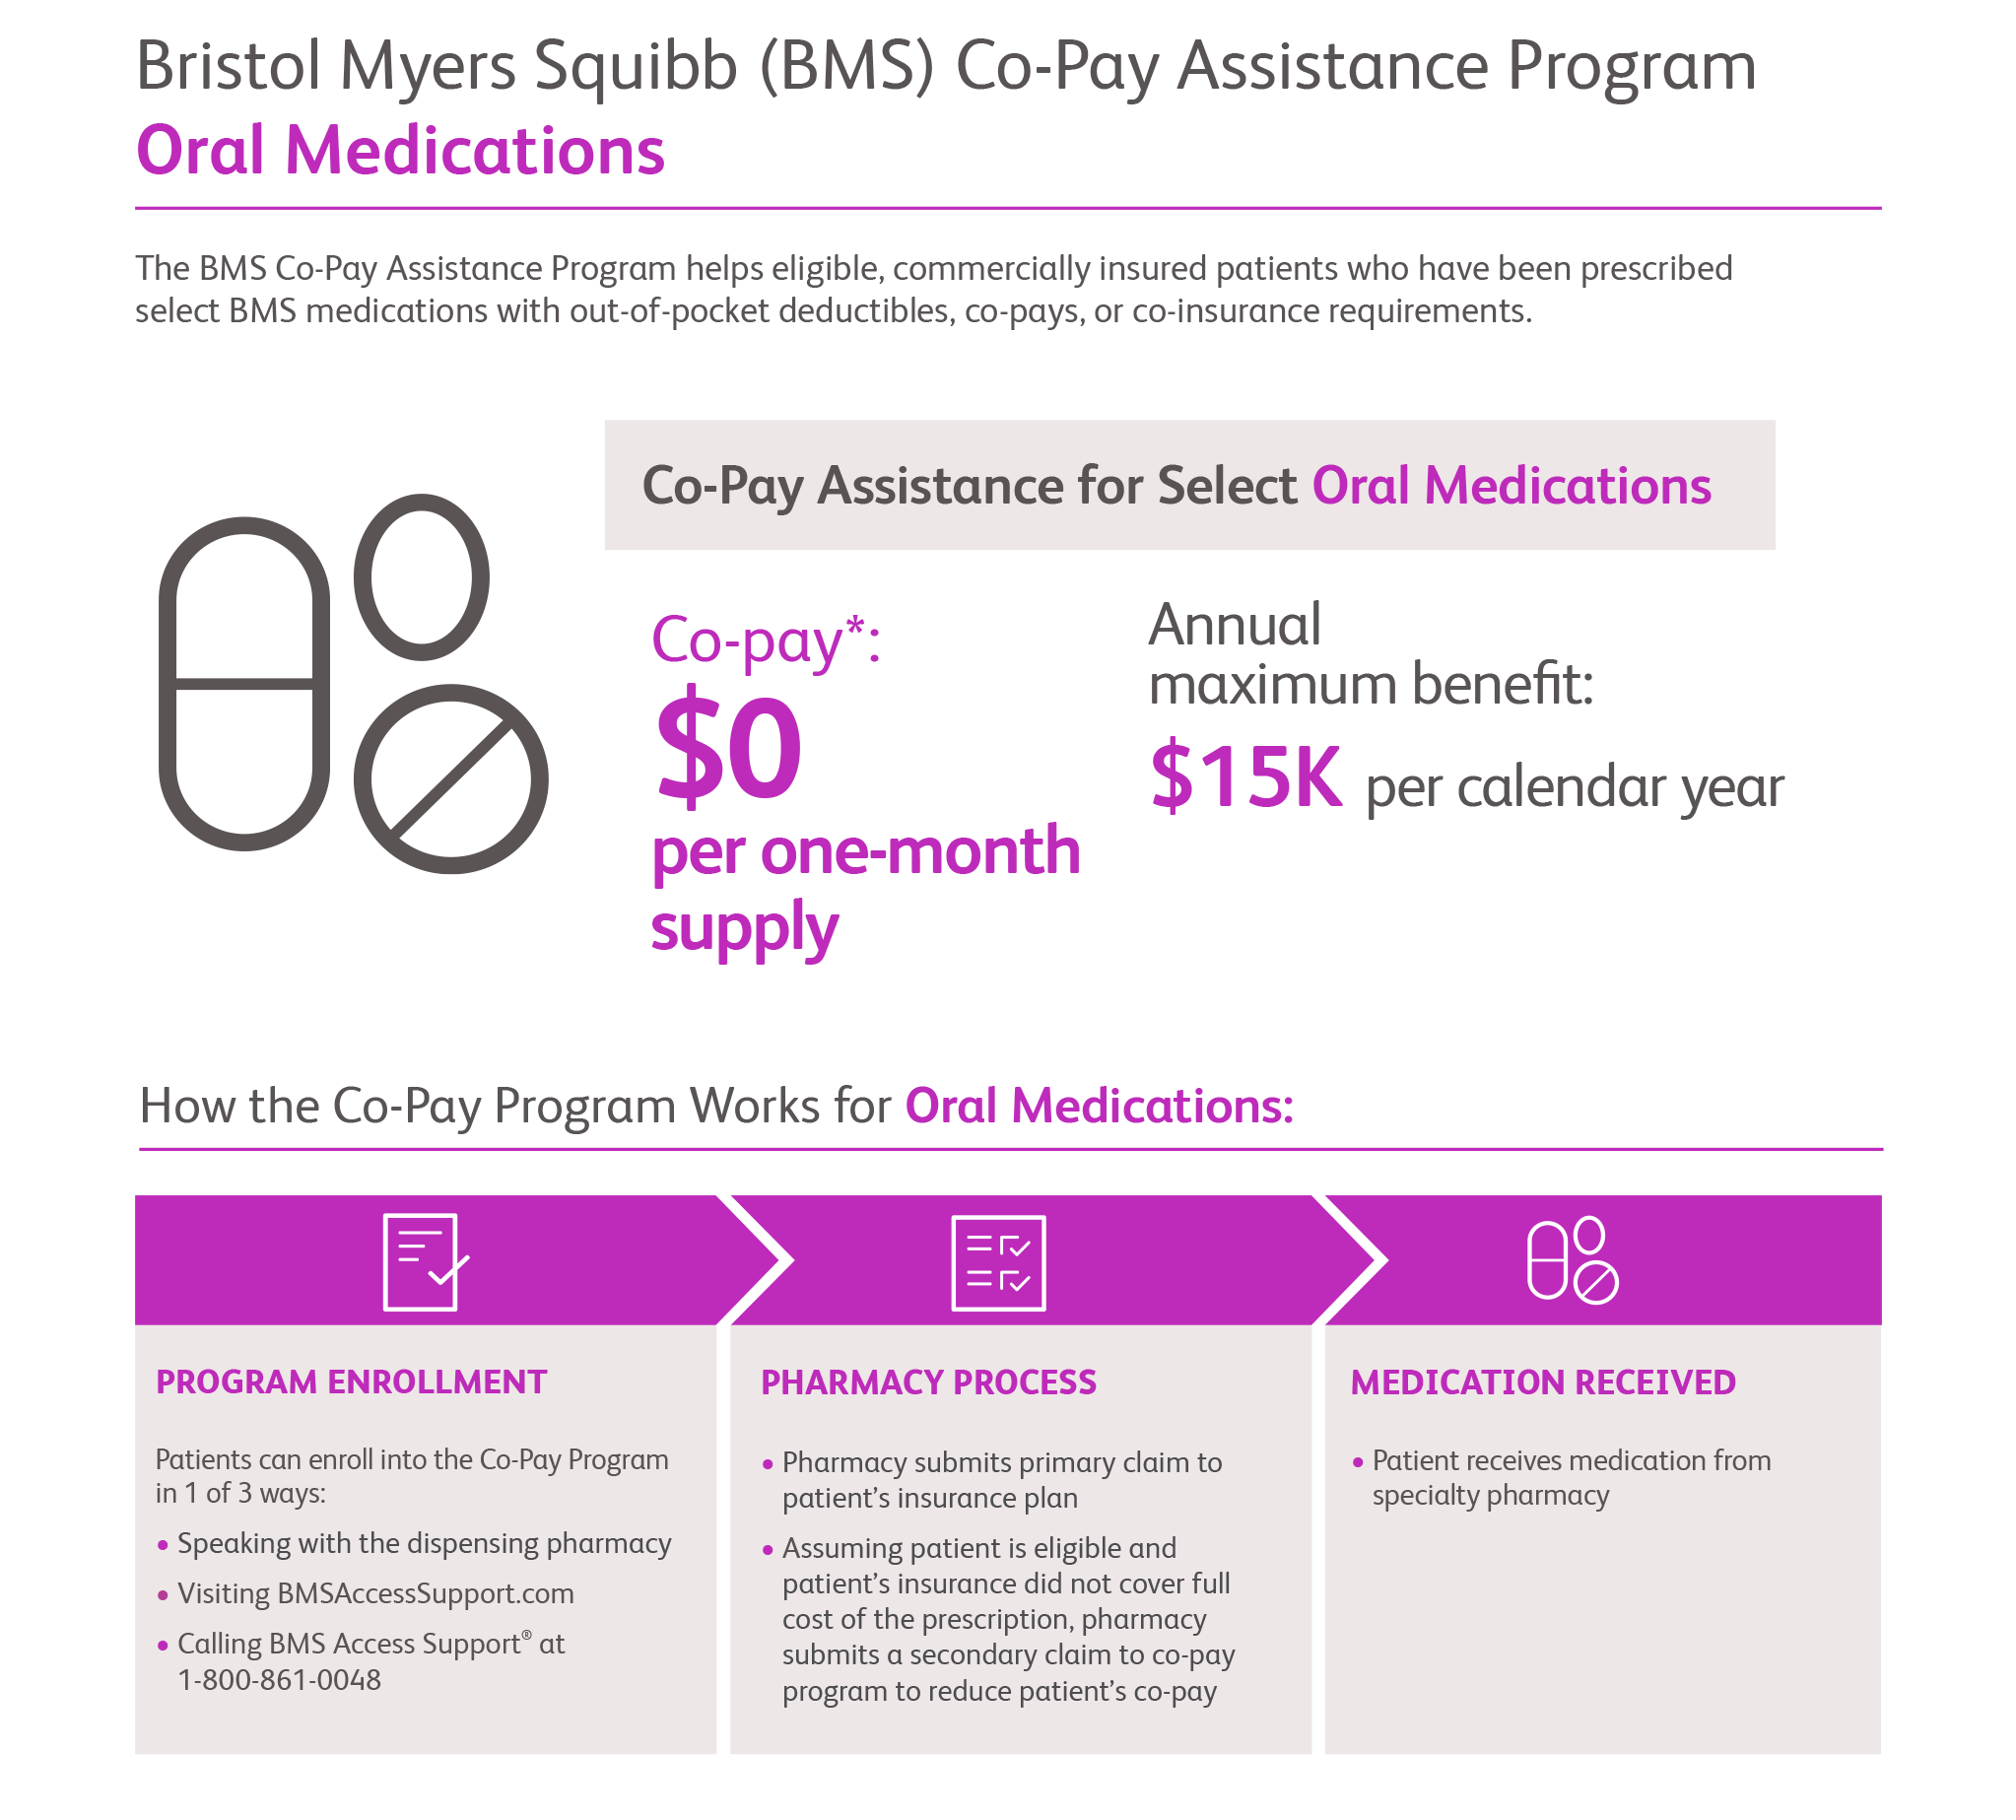 Bristol Myers Squibb (BMS) Co-Pay Assistance Program
Oral Medications
The BMS Co-Pay Assistance Program helps eligible, commercially insured patients who have been prescribed
select BMS medications with out-of-pocket deductibles, co-pays, or co-insurance requirements.
Co-Pay Assistance for Select Oral Medications
Co-pay*:
$0
per one-month
supply
Annual
maximum benefit:
$15K per calendar year
How the Co-Pay Program Works for Oral Medications:
PROGRAM ENROLLMENT
Patients can enroll into the Co-Pay Program
in 1 of 3 ways:
• Speaking with the dispensing pharmacy
• Visiting BMSAccessSupport.com
• Calling BMS Access Support® at
1-800-861-0048
PHARMACY PROCESS
• Pharmacy submits primary claim to
patient’s insurance plan
• Assuming patient is eligible and
patient’s insurance did not cover full
cost of the prescription, pharmacy
submits a secondary claim to co-pay
program to reduce patient’s co-pay
MEDICATION RECEIVED
• Patient receives medication from
specialty pharmacy